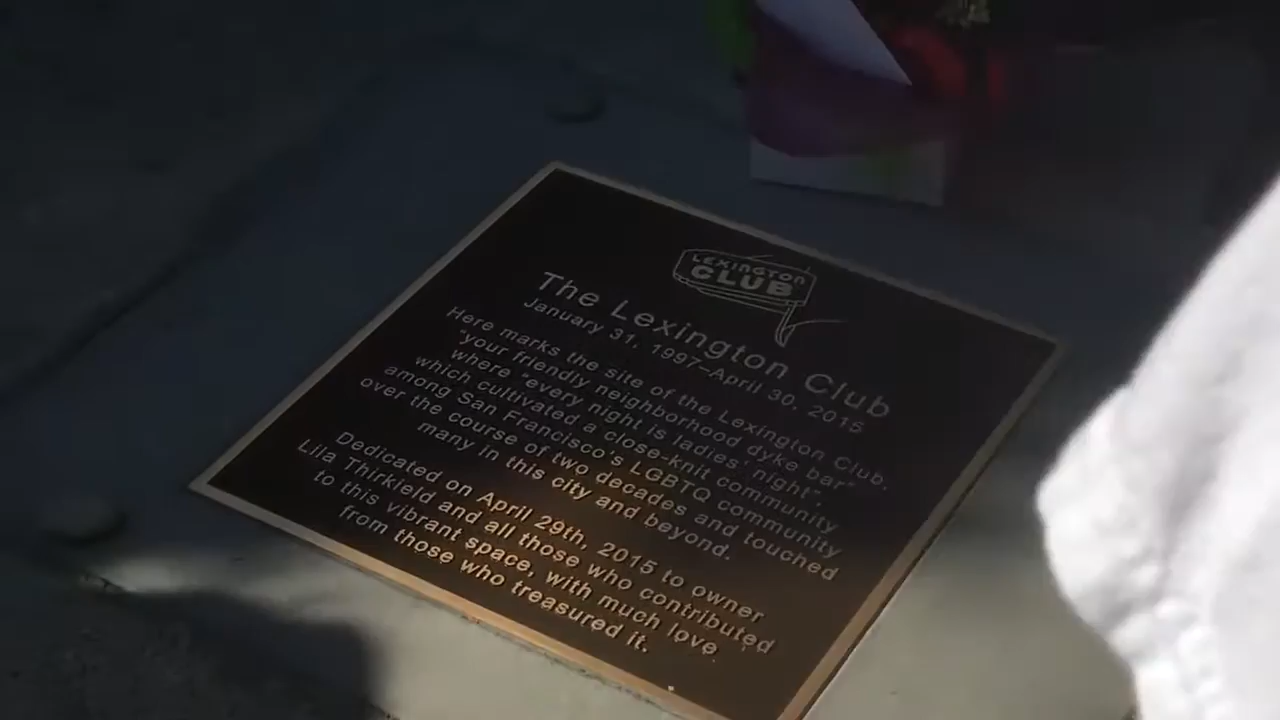 LEXINGTON
CLUB
The Lexington Club
January 31, 1997–April 30, 2015
Here marks the site of the Lexington Club,
"your friendly neighborhood dyke bar"
where "every night is ladies' night",
which cultivated a close-knit community
among San Francisco's LGBTQ community
over the course of two decades and touched
many in this city and beyond.
Dedicated on April 29th, 2015 to owner
Lila Thirkield and all those who contributed
to this vibrant space, with much love,
from those who treasured it.